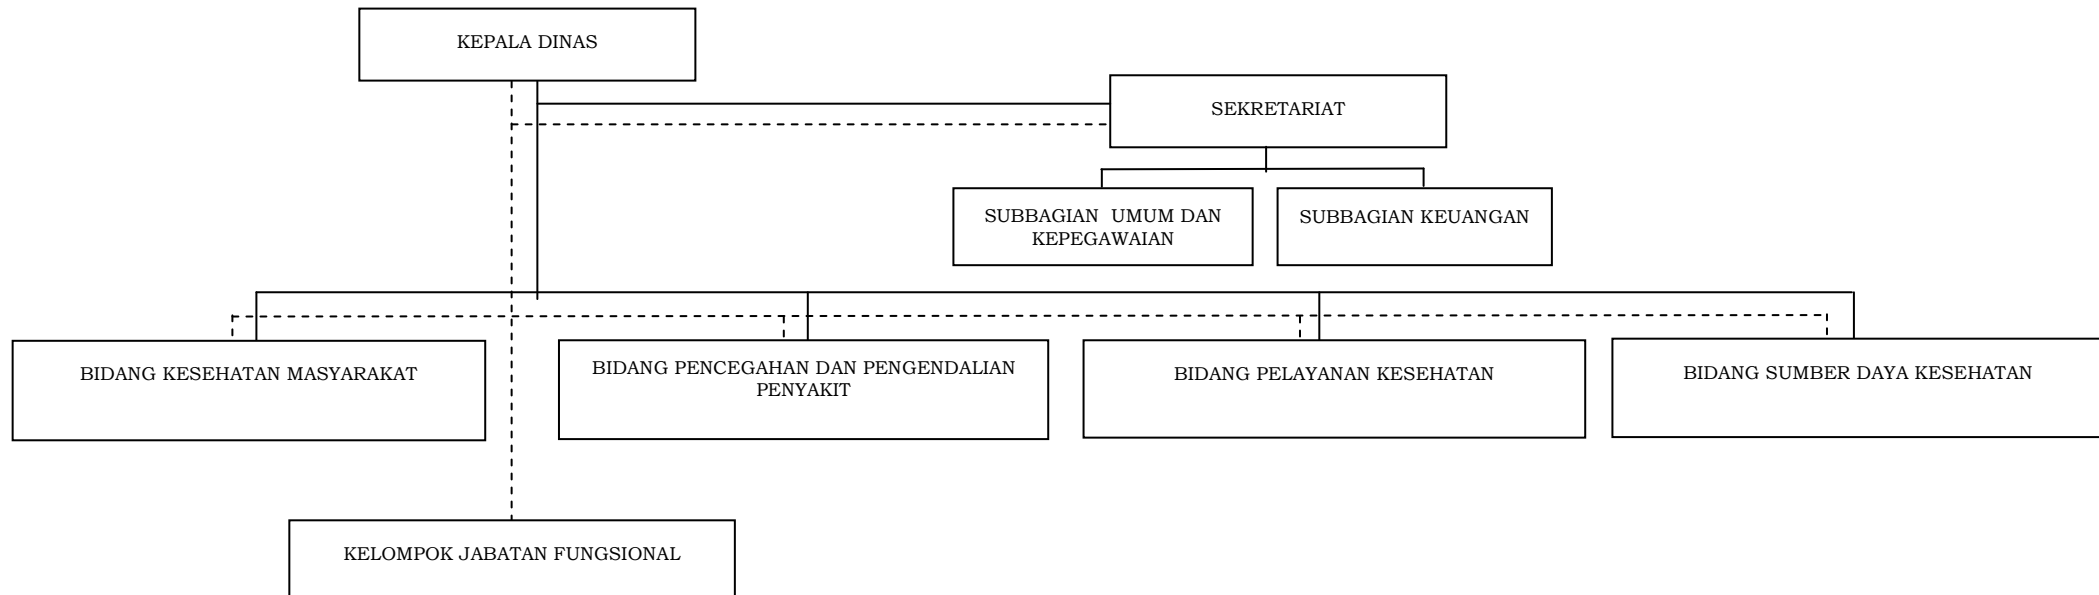 KEPALA DINAS
SEKRETARIAT
SUBBAGIAN UMUM DAN
KEPEGAWAIAN
SUBBAGIAN KEUANGAN
BIDANG KESEHATAN MASYARAKAT
BIDANG PENCEGAHAN DAN PENGENDALIAN
PENYAKIT
BIDANG PELAYANAN KESEHATAN
BIDANG SUMBER DAYA KESEHATAN
KELOMPOK JABATAN FUNGSIONAL